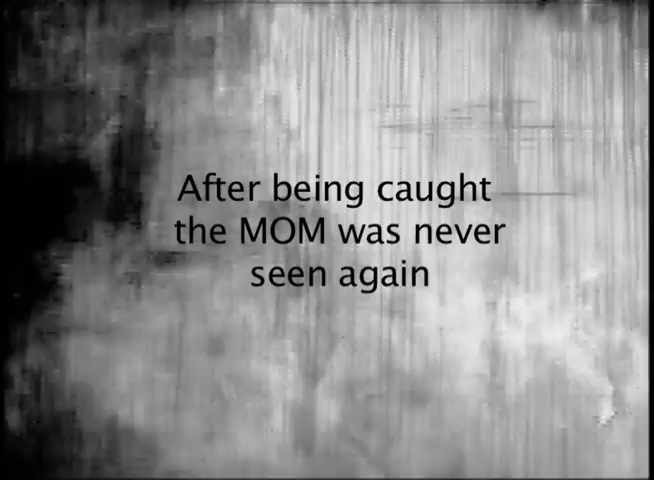 After being caught
the MOM was never
seen again